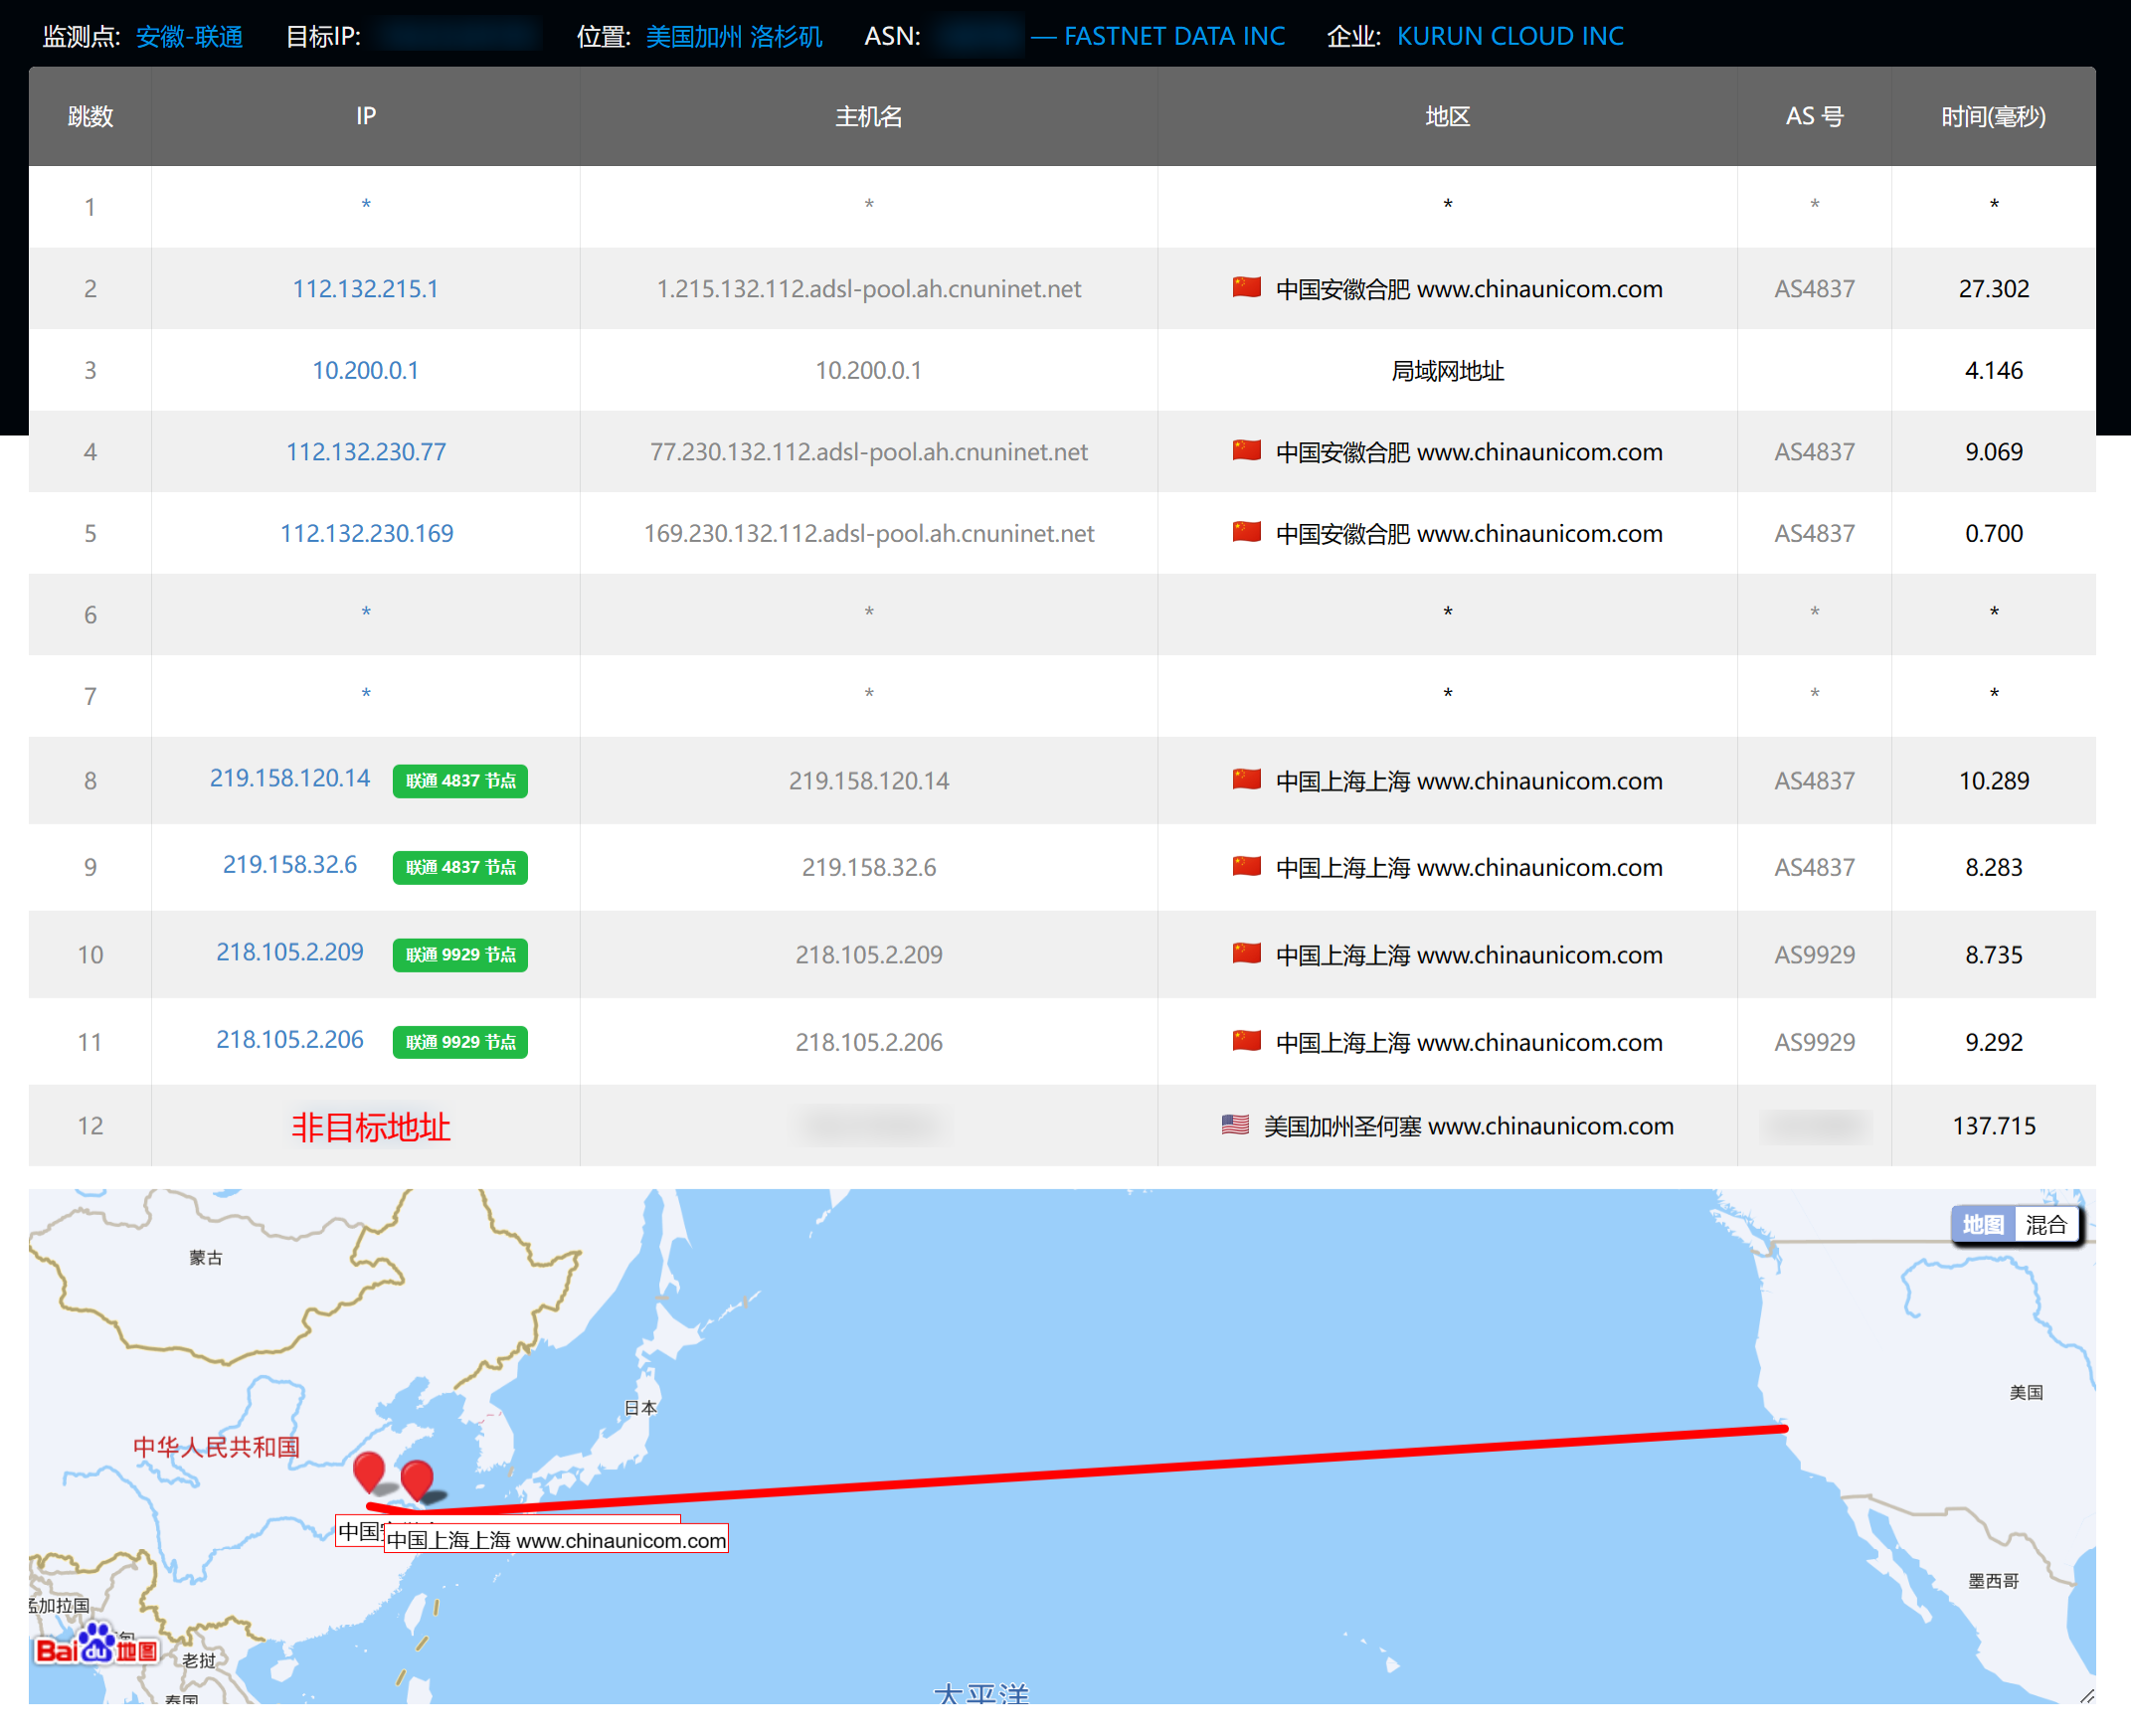 监测点: 安徽-联通 目标IP: 位置: 美国加州 洛杉矶 ASN: — FASTNET DATA INC 企业: KURUN CLOUD INC
跳数 IP 主机名 地区 AS 号 时间(毫秒)
1 * * * * *
2 112.132.215.1 1.215.132.112.adsl-pool.ah.cnuninet.net 中国安徽合肥 www.chinaunicom.com AS4837 27.302
3 10.200.0.1 10.200.0.1 局域网地址 4.146
4 112.132.230.77 77.230.132.112.adsl-pool.ah.cnuninet.net 中国安徽合肥 www.chinaunicom.com AS4837 9.069
5 112.132.230.169 169.230.132.112.adsl-pool.ah.cnuninet.net 中国安徽合肥 www.chinaunicom.com AS4837 0.700
6 * * * * *
7 * * * * *
8 219.158.120.14 联通 4837 节点 219.158.120.14 中国上海上海 www.chinaunicom.com AS4837 10.289
9 219.158.32.6 联通 4837 节点 219.158.32.6 中国上海上海 www.chinaunicom.com AS4837 8.283
10 218.105.2.209 联通 9929 节点 218.105.2.209 中国上海上海 www.chinaunicom.com AS9929 8.735
11 218.105.2.206 联通 9929 节点 218.105.2.206 中国上海上海 www.chinaunicom.com AS9929 9.292
12 非目标地址 美国加州圣何塞 www.chinaunicom.com 137.715
地图 混合
蒙古
美国
日本
中华人民共和国
中国
中国上海上海 www.chinaunicom.com
墨西哥
孟加拉国
Bai du 地图
老挝
泰国
太平洋